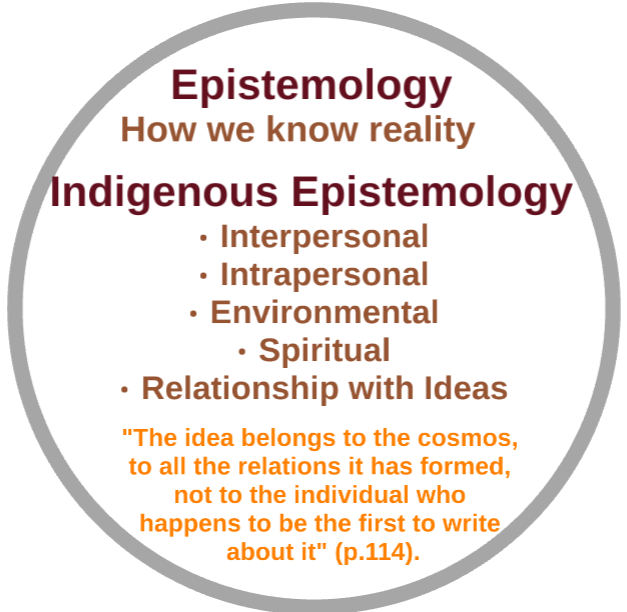 Epistemology
How we know reality
Indigenous Epistemology
· Interpersonal
· Intrapersonal
· Environmental
· Spiritual
· Relationship with Ideas
"The idea belongs to the cosmos,
to all the relations it has formed,
not to the individual who
happens to be the first to write
about it" (p.114).